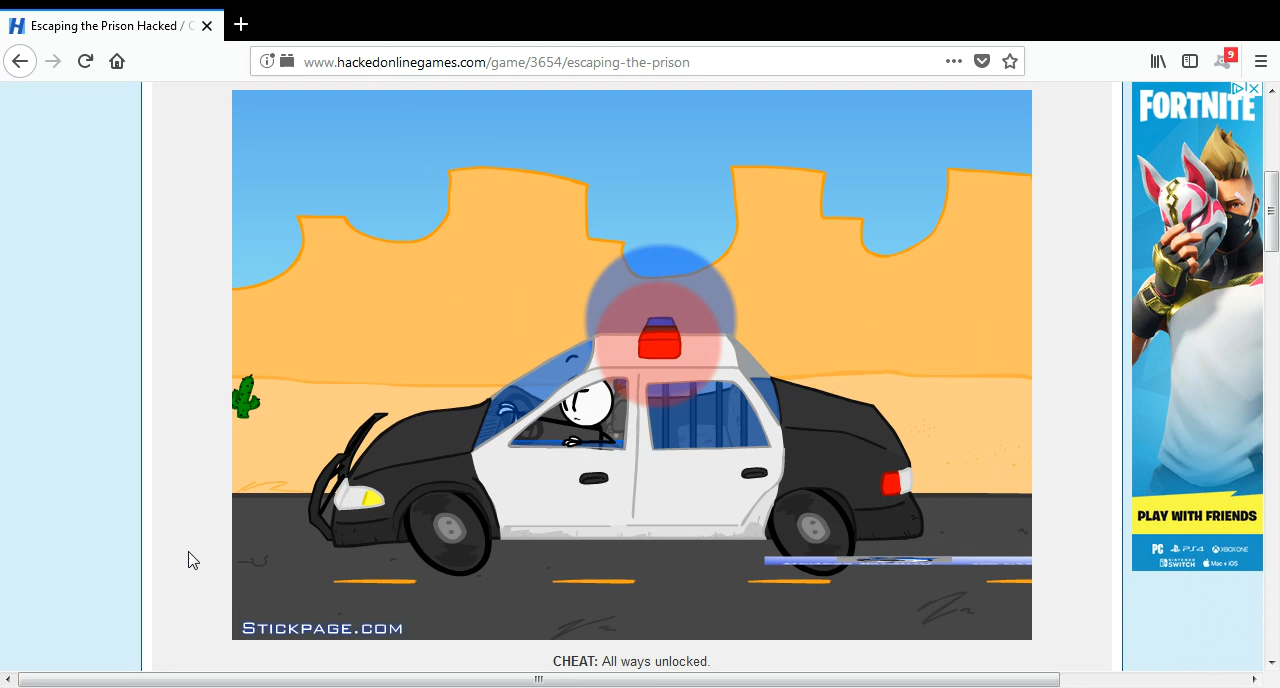 Escaping the Prison Hacked / C
www.hackedonlinegames.com/game/3654/escaping-the-prison
9
FORTNITE
PLAY WITH FRIENDS
PC PS4 XBOX ONE
NINTENDO SWITCH Mac + iOS
STICKPAGE.COM
CHEAT: All ways unlocked.